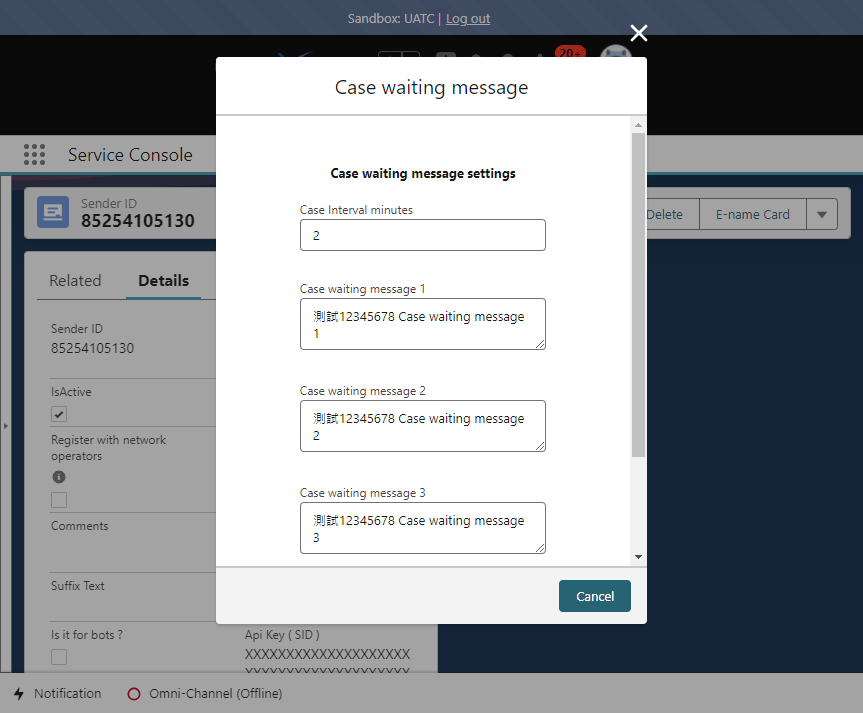 Sandbox: UATC | Log out
20+
Case waiting message
Service Console
Case waiting message settings
Sender ID
85254105130
Delete
E-name Card
Case Interval minutes
2
Related
Details
Case waiting message 1
測試12345678 Case waiting message
1
Sender ID
85254105130
IsActive
Case waiting message 2
測試12345678 Case waiting message
2
Register with network
operators
Case waiting message 3
測試12345678 Case waiting message
3
Comments
Suffix Text
Cancel
Is it for bots ?
Api Key ( SID )
XXXXXXXXXXXXXXXXXXXX
XXXXXXXXXXXXXXXXXXXX
Notification
Omni-Channel (Offline)